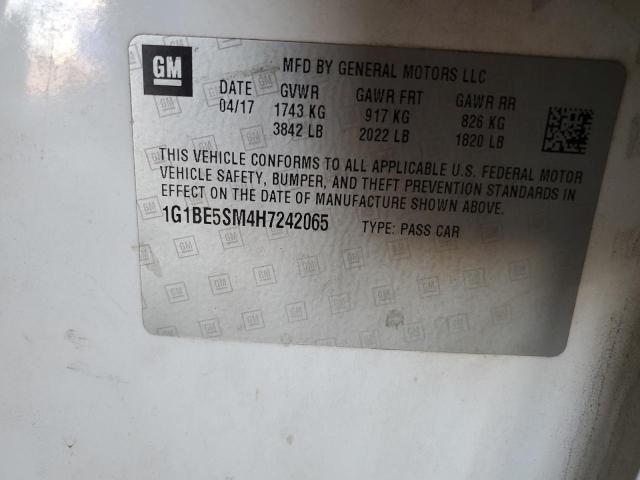 GM
MFD BY GENERAL MOTORS LLC
DATE GVWR GAWR FRT GAWR RR
04/17 1743 KG 917 KG 826 KG
3842 LB 2022 LB 1820 LB
THIS VEHICLE CONFORMS TO ALL APPLICABLE U.S. FEDERAL MOTOR
VEHICLE SAFETY, BUMPER, AND THEFT PREVENTION STANDARDS IN
EFFECT ON THE DATE OF MANUFACTURE SHOWN ABOVE.
1G1BE5SM4H7242065 TYPE: PASS CAR